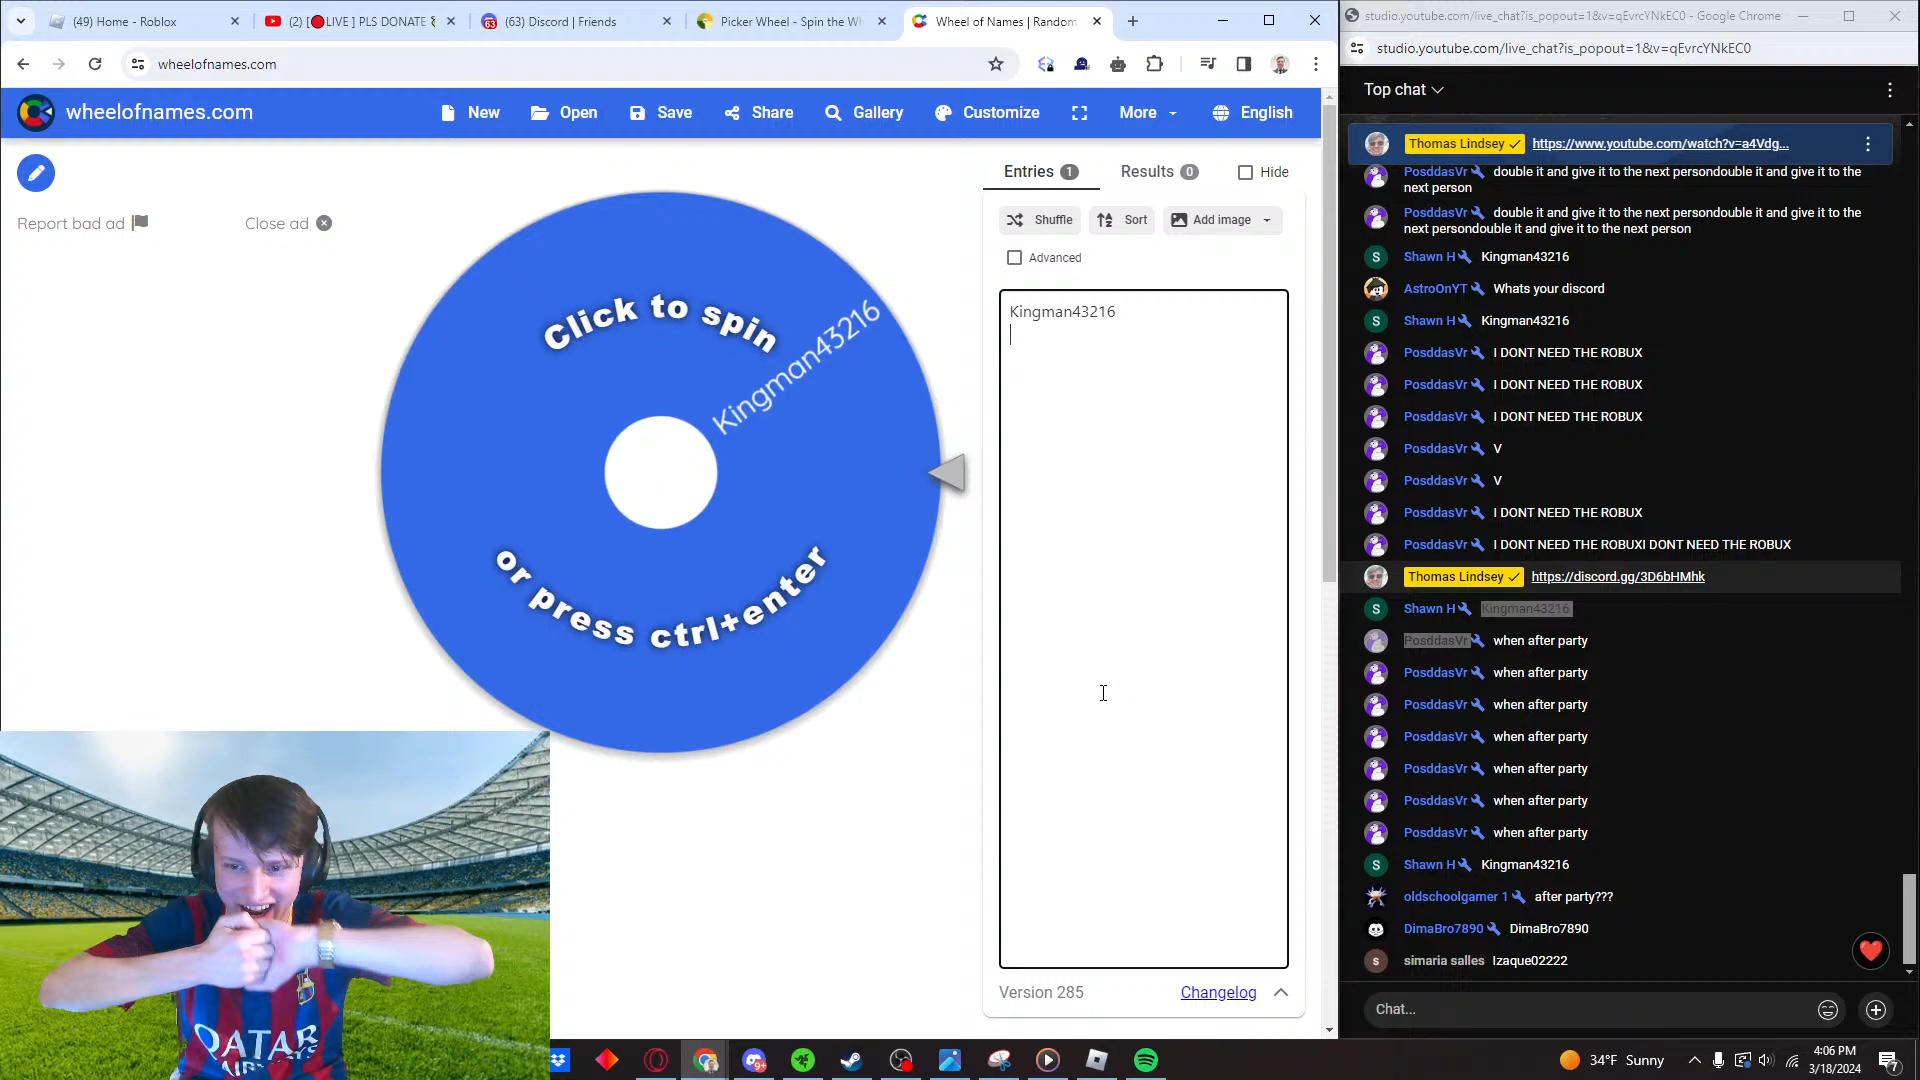 (49) Home - Roblox
(2) [🔴LIVE] PLS DONATE
(63) Discord | Friends
Picker Wheel - Spin the Wh
Wheel of Names | Random
studio.youtube.com/live_chat?is_popout=1&v=qEvrcYNkEC0 - Google Chrome
wheelofnames.com
studio.youtube.com/live_chat?is_popout=1&v=qEvrcYNkEC0
wheelofnames.com
New
Open
Save
Share
Gallery
Customize
More
English
Report bad ad
Close ad
Click to spin
or press ctrl+enter
Kingman43216
Entries 1
Results 0
Hide
Shuffle
Sort
Add image
Advanced
Kingman43216
Version 285
Changelog
Top chat
Thomas Lindsey https://www.youtube.com/watch?v=a4Vdg...
PosddasVr double it and give it to the next persondouble it and give it to the
next person
PosddasVr double it and give it to the next persondouble it and give it to the
next persondouble it and give it to the next person
S Shawn H Kingman43216
AstroOnYT Whats your discord
S Shawn H Kingman43216
PosddasVr I DONT NEED THE ROBUX
PosddasVr I DONT NEED THE ROBUX
PosddasVr I DONT NEED THE ROBUX
PosddasVr V
PosddasVr V
PosddasVr I DONT NEED THE ROBUX
PosddasVr I DONT NEED THE ROBUXI DONT NEED THE ROBUX
Thomas Lindsey https://discord.gg/3D6bHMhk
S Shawn H Kingman43216
PosddasVr when after party
PosddasVr when after party
PosddasVr when after party
PosddasVr when after party
PosddasVr when after party
PosddasVr when after party
PosddasVr when after party
S Shawn H Kingman43216
oldschoolgamer 1 after party???
DimaBro7890 DimaBro7890
s simaria salles Izaque02222
Chat...
QATAR
AIRWAYS
34°F Sunny
4:06 PM
3/18/2024
7